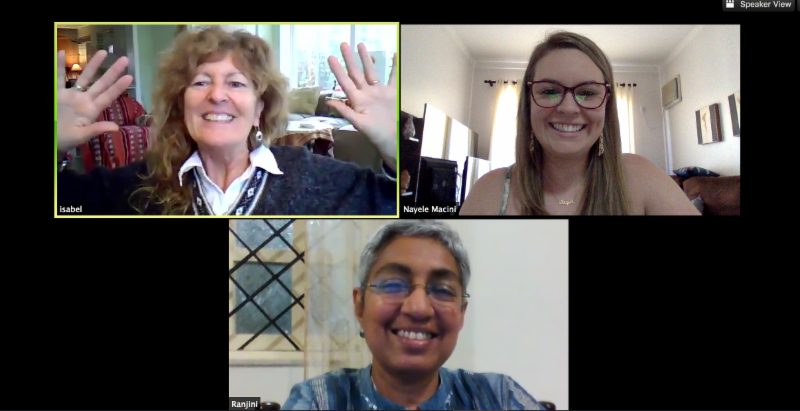 Speaker View
isabel
Nayele Macini
Ranjini